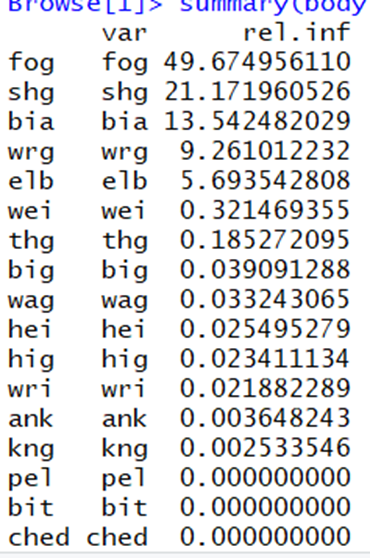 Browse[1]> summary(body
var rel.inf
fog fog 49.674956110
shg shg 21.171960526
bia bia 13.542482029
wrg wrg 9.261012232
elb elb 5.693542808
wei wei 0.321469355
thg thg 0.185272095
big big 0.039091288
wag wag 0.033243065
hei hei 0.025495279
hig hig 0.023411134
wri wri 0.021882289
ank ank 0.003648243
kng kng 0.002533546
pel pel 0.000000000
bit bit 0.000000000
ched ched 0.000000000